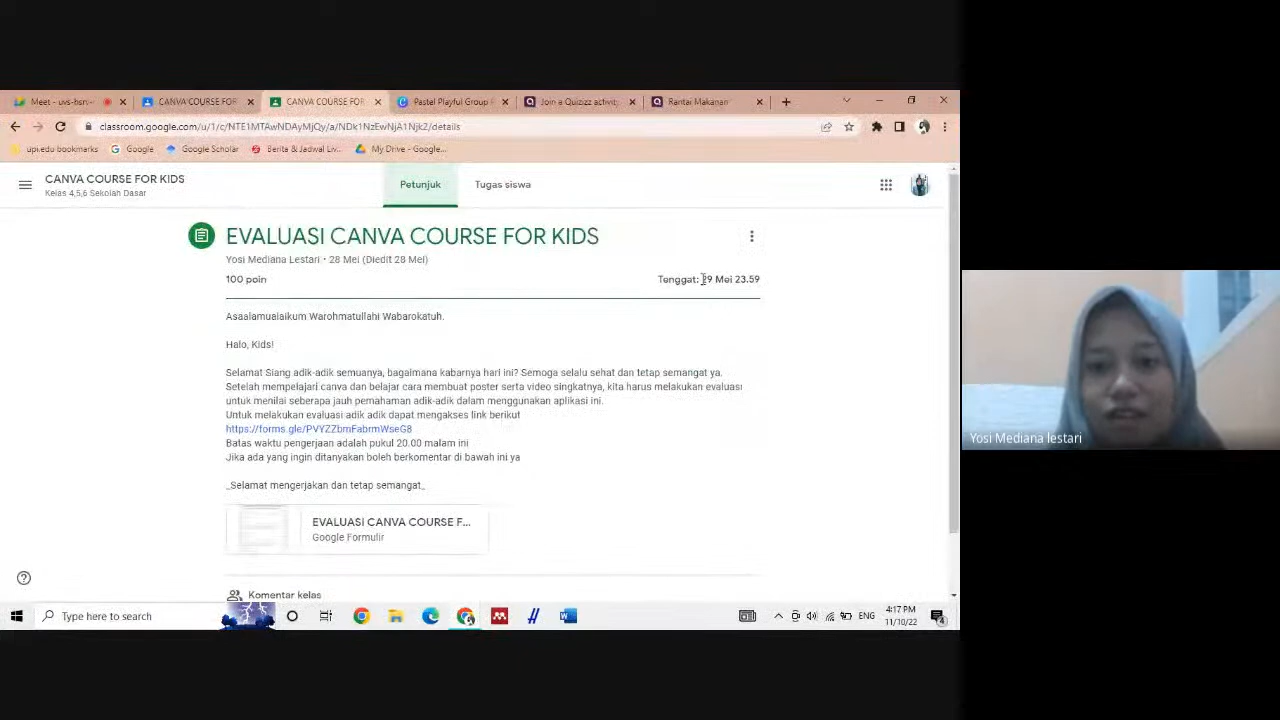 Meet - uvs-bsrr-
CANVA COURSE FOR
CANVA COURSE FOR
Pastel Playful Group
Join a Quizizz activity
Rantai Makanan
classroom.google.com/u/1/c/
/details
upi.edu bookmarks
Google
Google Scholar
Berita & Jadwal Liv...
My Drive - Google...
CANVA COURSE FOR KIDS
Kelas 4,5,6 Sekolah Dasar
Petunjuk
Tugas siswa
EVALUASI CANVA COURSE FOR KIDS
Yosi Mediana Lestari • 28 Mei (Diedit 28 Mei)
100 poin
Tenggat: 29 Mei 23.59
Asaalamualaikum Warohmatullahi Wabarokatuh.
Halo, Kids!
Selamat Siang adik-adik semuanya, bagaimana kabarnya hari ini? Semoga selalu sehat dan tetap semangat ya.
Setelah mempelajari canva dan belajar cara membuat poster serta video singkatnya, kita harus melakukan evaluasi
untuk menilai seberapa jauh pemahaman adik-adik dalam menggunakan aplikasi ini.
Untuk melakukan evaluasi adik adik dapat mengakses link berikut
https://forms.gle/PVYZZbmFabrmWseG8
Batas waktu pengerjaan adalah pukul 20.00 malam ini
Jika ada yang ingin ditanyakan boleh berkomentar di bawah ini ya
_Selamat mengerjakan dan tetap semangat_
EVALUASI CANVA COURSE F...
Google Formulir
Komentar kelas
Yosi Mediana lestari
Type here to search
ENG
4:17 PM
11/10/22
4